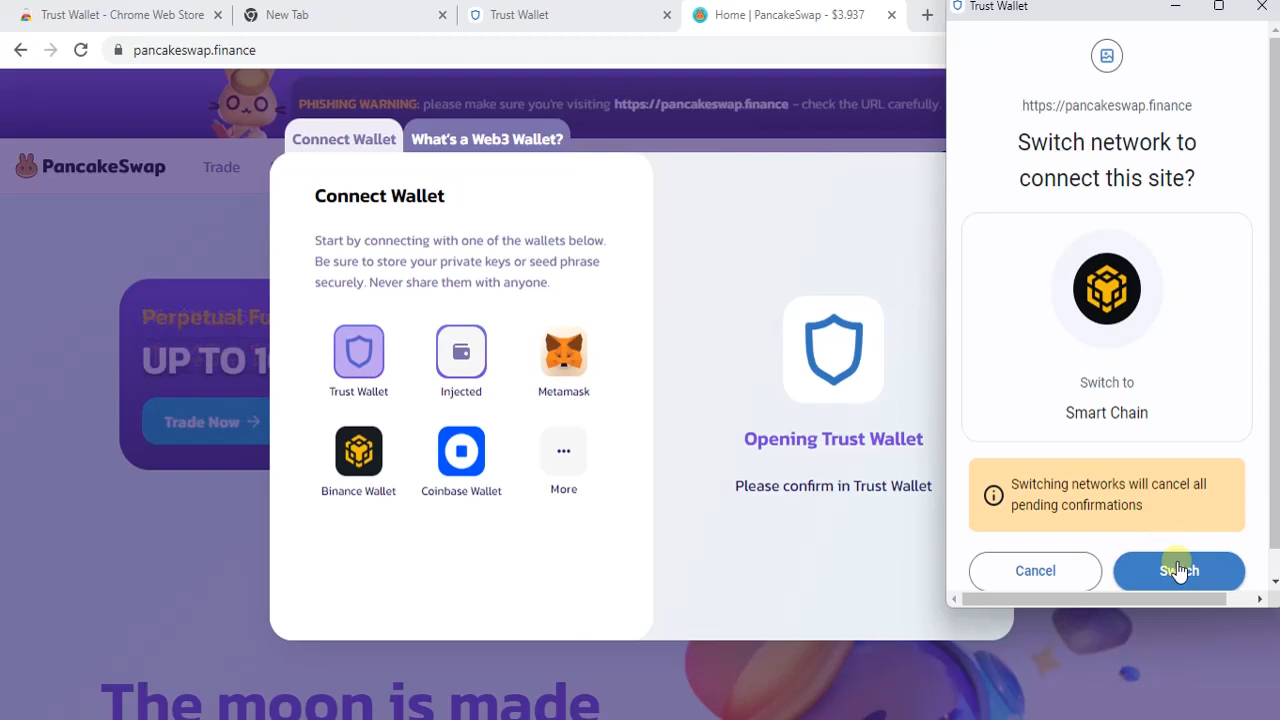 Trust Wallet - Chrome Web Store
New Tab
Trust Wallet
Home | PancakeSwap - $3.937
pancakeswap.finance
PHISHING WARNING: please make sure you're visiting https://pancakeswap.finance - check the URL carefully.
Connect Wallet
What's a Web3 Wallet?
PancakeSwap
Trade
Connect Wallet
Start by connecting with one of the wallets below.
Be sure to store your private keys or seed phrase
securely. Never share them with anyone.
Trust Wallet
Injected
Metamask
Binance Wallet
Coinbase Wallet
More
Opening Trust Wallet
Please confirm in Trust Wallet
Perpetual
UP TO
Trade Now
The moon is made
Trust Wallet
https://pancakeswap.finance
Switch network to
connect this site?
Switch to
Smart Chain
Switching networks will cancel all
pending confirmations
Cancel
Switch